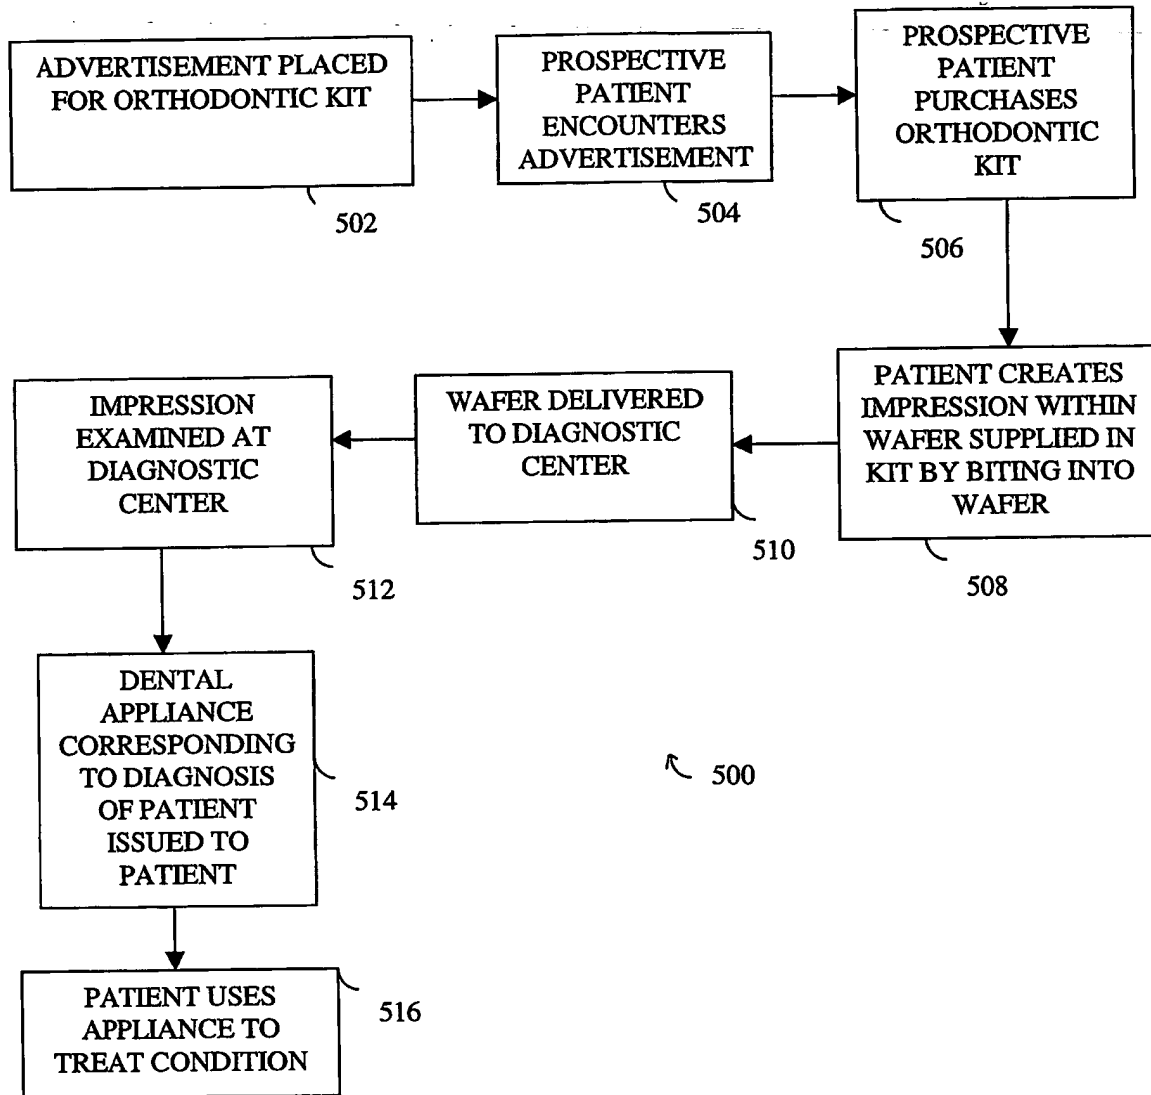 ADVERTISEMENT PLACED
FOR ORTHODONTIC KIT
502
PROSPECTIVE
PATIENT
ENCOUNTERS
ADVERTISEMENT
504
PROSPECTIVE
PATIENT
PURCHASES
ORTHODONTIC
KIT
506
PATIENT CREATES
IMPRESSION WITHIN
WAFER SUPPLIED IN
KIT BY BITING INTO
WAFER
508
WAFER DELIVERED
TO DIAGNOSTIC
CENTER
510
IMPRESSION
EXAMINED AT
DIAGNOSTIC
CENTER
512
DENTAL
APPLIANCE
CORRESPONDING
TO DIAGNOSIS
OF PATIENT
ISSUED TO
PATIENT
514
500
PATIENT USES
APPLIANCE TO
TREAT CONDITION
516